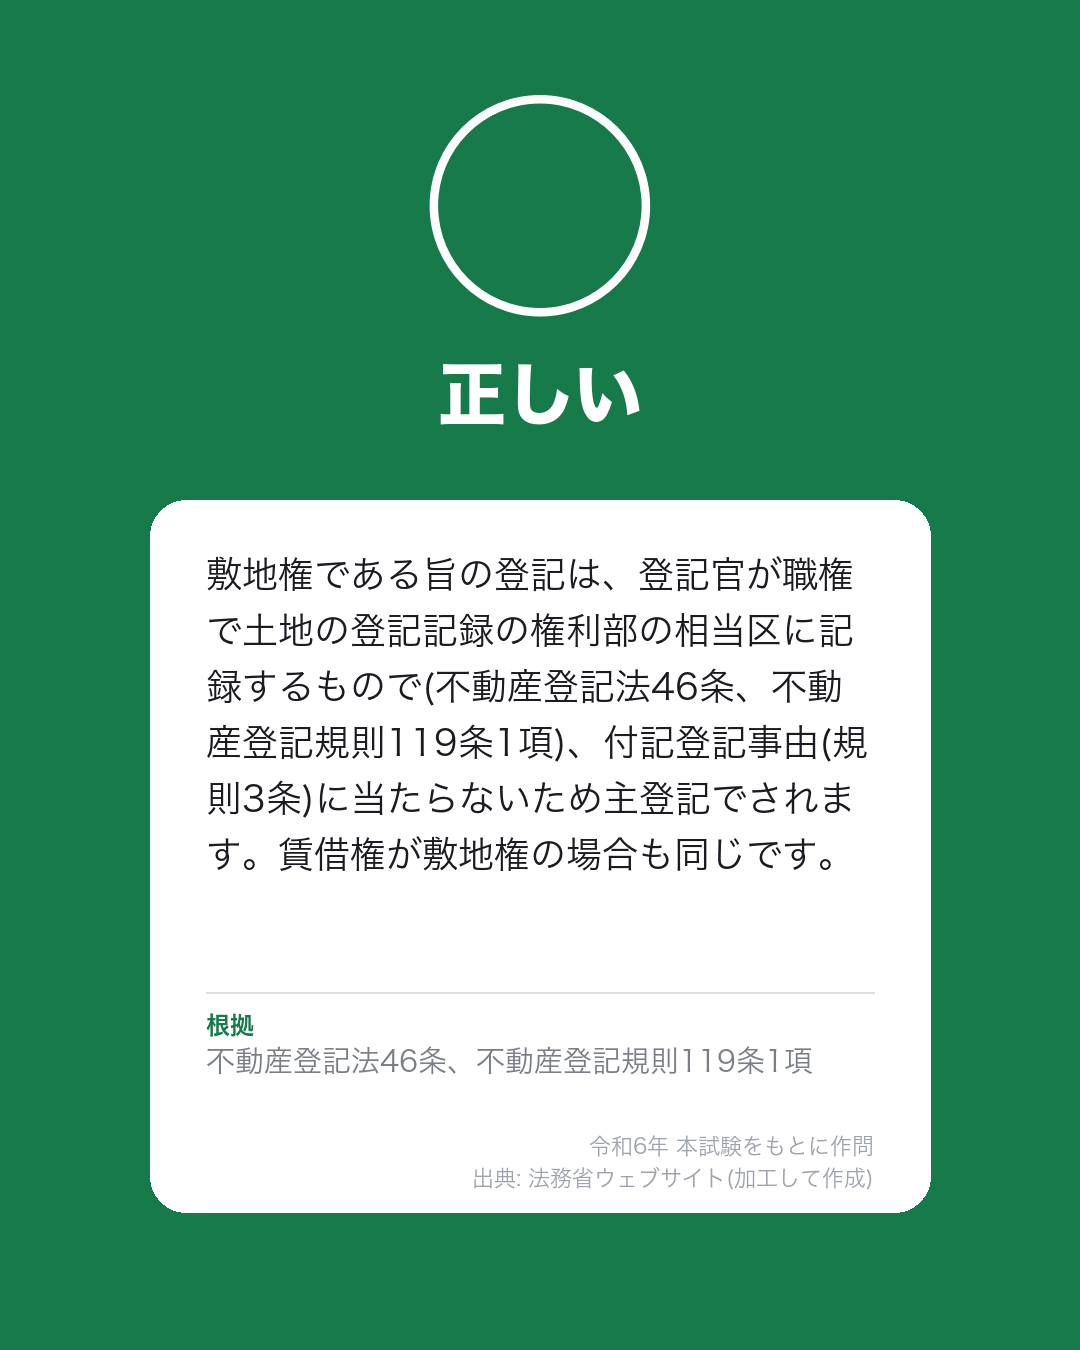 正しい
敷地権である旨の登記は、登記官が職権
で土地の登記記録の権利部の相当区に記
録するもので(不動産登記法46条、不動
産登記規則119条1項)、付記登記事由(規
則3条)に当たらないため主登記でされま
す。賃借権が敷地権の場合も同じです。
根拠
不動産登記法46条、不動産登記規則119条1項
令和6年 本試験をもとに作問
出典: 法務省ウェブサイト(加工して作成)